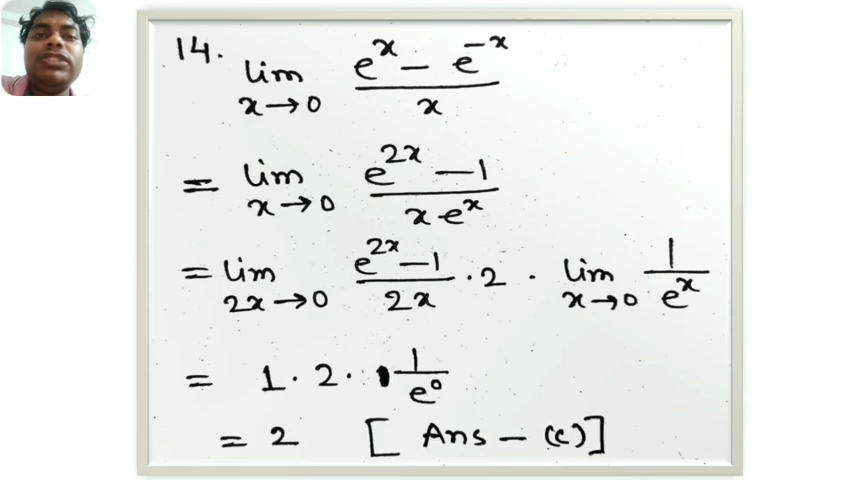 14. lim x→0 (e^x − e^−x)/x
= lim x→0 (e^2x − 1)/(x·e^x)
= lim 2x→0 (e^2x − 1)/2x · 2 · lim x→0 1/e^x
= 1 · 2 · 1/e^0
= 2 [Ans − (c)]